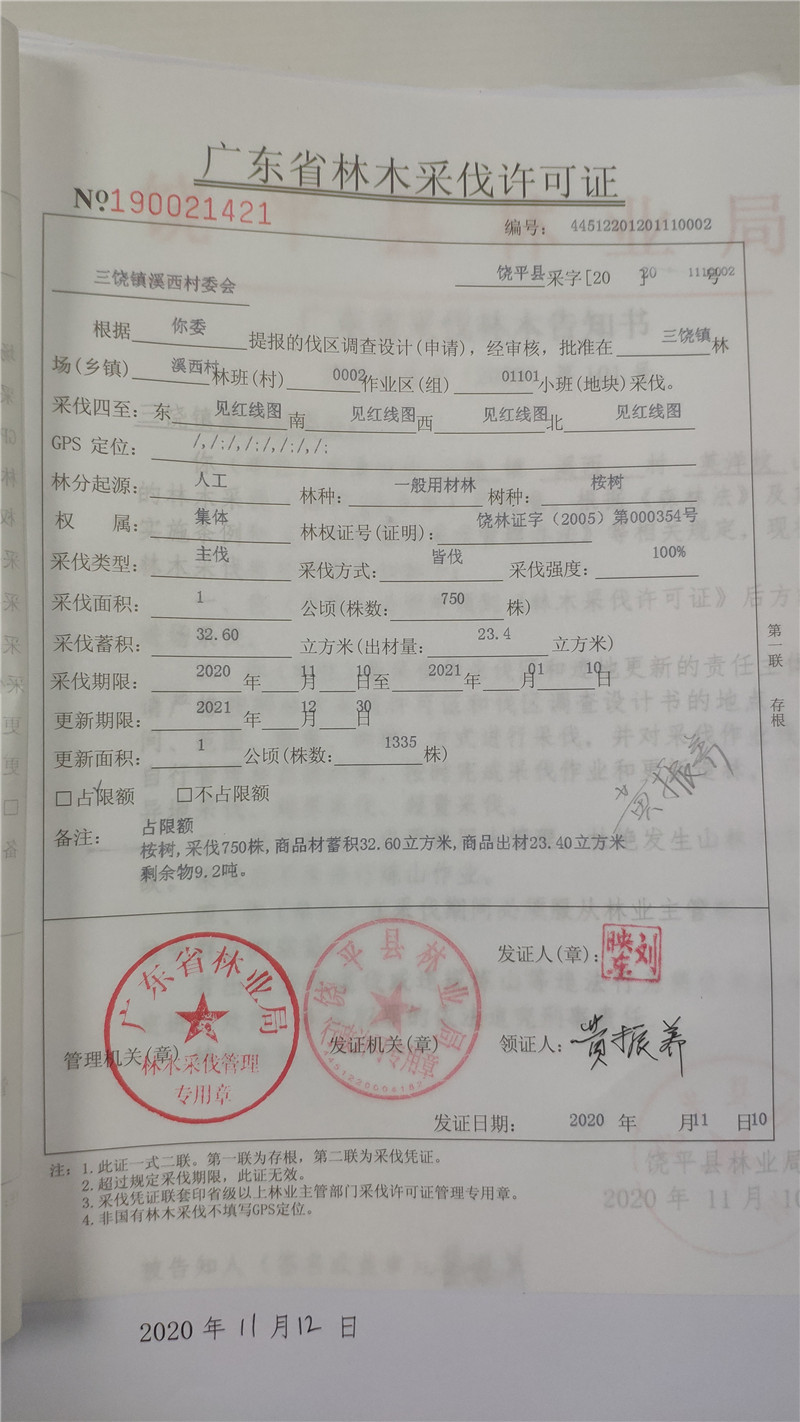 广东省林木采伐许可证
№190021421
编号： 44512201201110002
三饶镇溪西村委会
饶平县采字[20 20]1110002号
根据 你委 提报的伐区调查设计(申请)，经审核，批准在 三饶镇 林
场(乡镇) 溪西村 林班(村) 0002 作业区(组) 01101 小班(地块)采伐。
采伐四至：东 见红线图 南 见红线图 西 见红线图 北 见红线图
GPS 定位： /,/;/,/;/,/;/,/;
林分起源： 人工 林种： 一般用材林 树种： 桉树
权 属： 集体 林权证号(证明)： 饶林证字（2005）第000354号
采伐类型： 主伐 采伐方式： 皆伐 采伐强度： 100%
采伐面积： 1 公顷(株数： 750 株)
采伐蓄积： 32.60 立方米(出材量： 23.4 立方米)
采伐期限： 2020 年 11 月 10 日至 2021 年 01 月 10 日
更新期限： 2021 年 12 月 30 日
更新面积： 1 公顷(株数： 1335 株)
□占限额 □不占限额
备注： 占限额
桉树,采伐750株,商品材蓄积32.60立方米,商品出材23.40立方米
剩余物9.2吨。
第一联 存根
发证人(章)： 刘映东
广东省林业局
林木采伐管理
专用章
饶平县林业局
管理机关(章) 发证机关(章) 领证人： 黄振养
发证日期： 2020 年 11 月 10 日
注：1. 此证一式二联。第一联为存根，第二联为采伐凭证。
2. 超过规定采伐期限，此证无效。
3. 采伐凭证联套印省级以上林业主管部门采伐许可证管理专用章。
4. 非国有林木采伐不填写GPS定位。
饶平县林业局
2020 年 11 月 10
2020 年 11 月 12 日